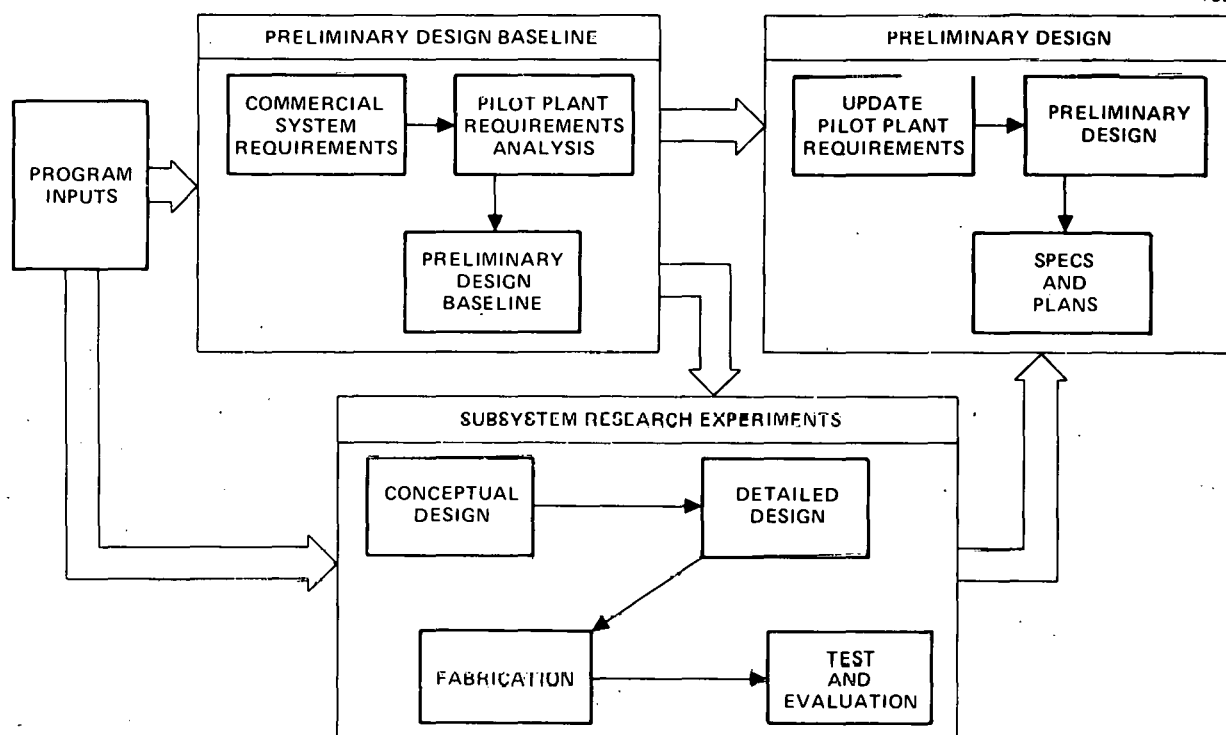 PRELIMINARY DESIGN BASELINE
COMMERCIAL
SYSTEM
REQUIREMENTS
PILOT PLANT
REQUIREMENTS
ANALYSIS
PRELIMINARY
DESIGN
BASELINE
PROGRAM
INPUTS
PRELIMINARY DESIGN
UPDATE
PILOT PLANT
REQUIREMENTS
PRELIMINARY
DESIGN
SPECS
AND
PLANS
SUBSYSTEM RESEARCH EXPERIMENTS
CONCEPTUAL
DESIGN
DETAILED
DESIGN
FABRICATION
TEST
AND
EVALUATION